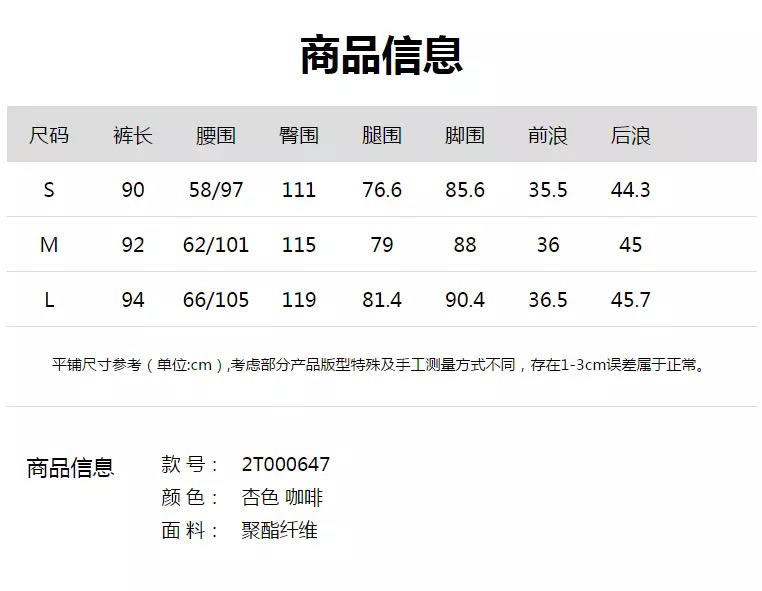 商品信息
尺码 裤长 腰围 臀围 腿围 脚围 前浪 后浪
S 90 58/97 111 76.6 85.6 35.5 44.3
M 92 62/101 115 79 88 36 45
L 94 66/105 119 81.4 90.4 36.5 45.7
平铺尺寸参考（单位:cm）,考虑部分产品版型特殊及手工测量方式不同，存在1-3cm误差属于正常。
商品信息 款 号： 2T000647
颜 色： 杏色 咖啡
面 料： 聚酯纤维